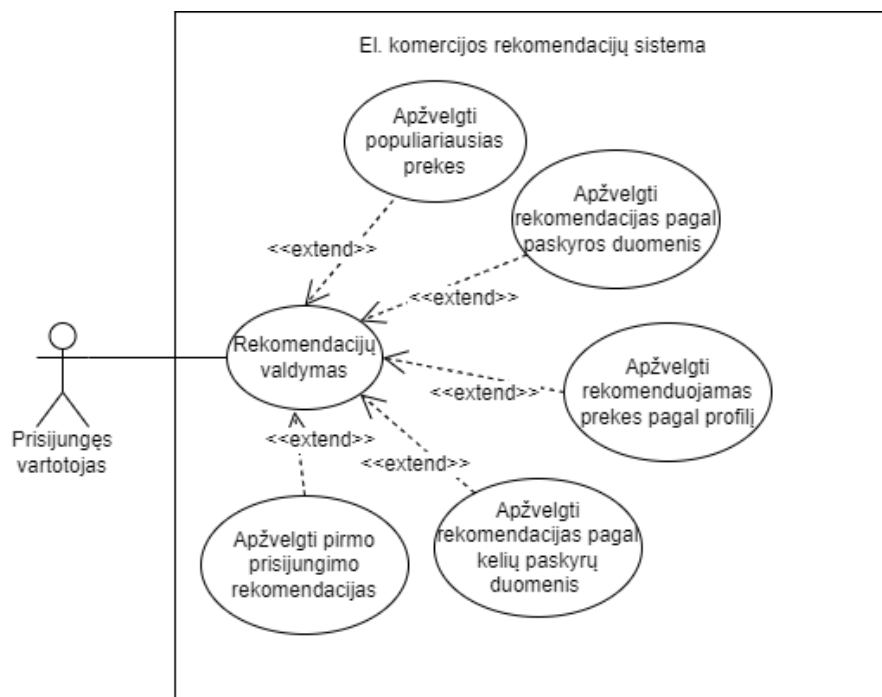 El. komercijos rekomendacijų sistema
Apžvelgti
populiariausias
prekes
Apžvelgti
rekomendacijas pagal
paskyros duomenis
<<extend>>
<<extend>>
Rekomendacijų
valdymas
Apžvelgti
rekomenduojamas
prekes pagal profilį
<<extend>>
Prisijungęs
vartotojas
<<extend>>
<<extend>>
Apžvelgti pirmo
prisijungimo
rekomendacijas
Apžvelgti
rekomendacijas pagal
kelių paskyrų
duomenis